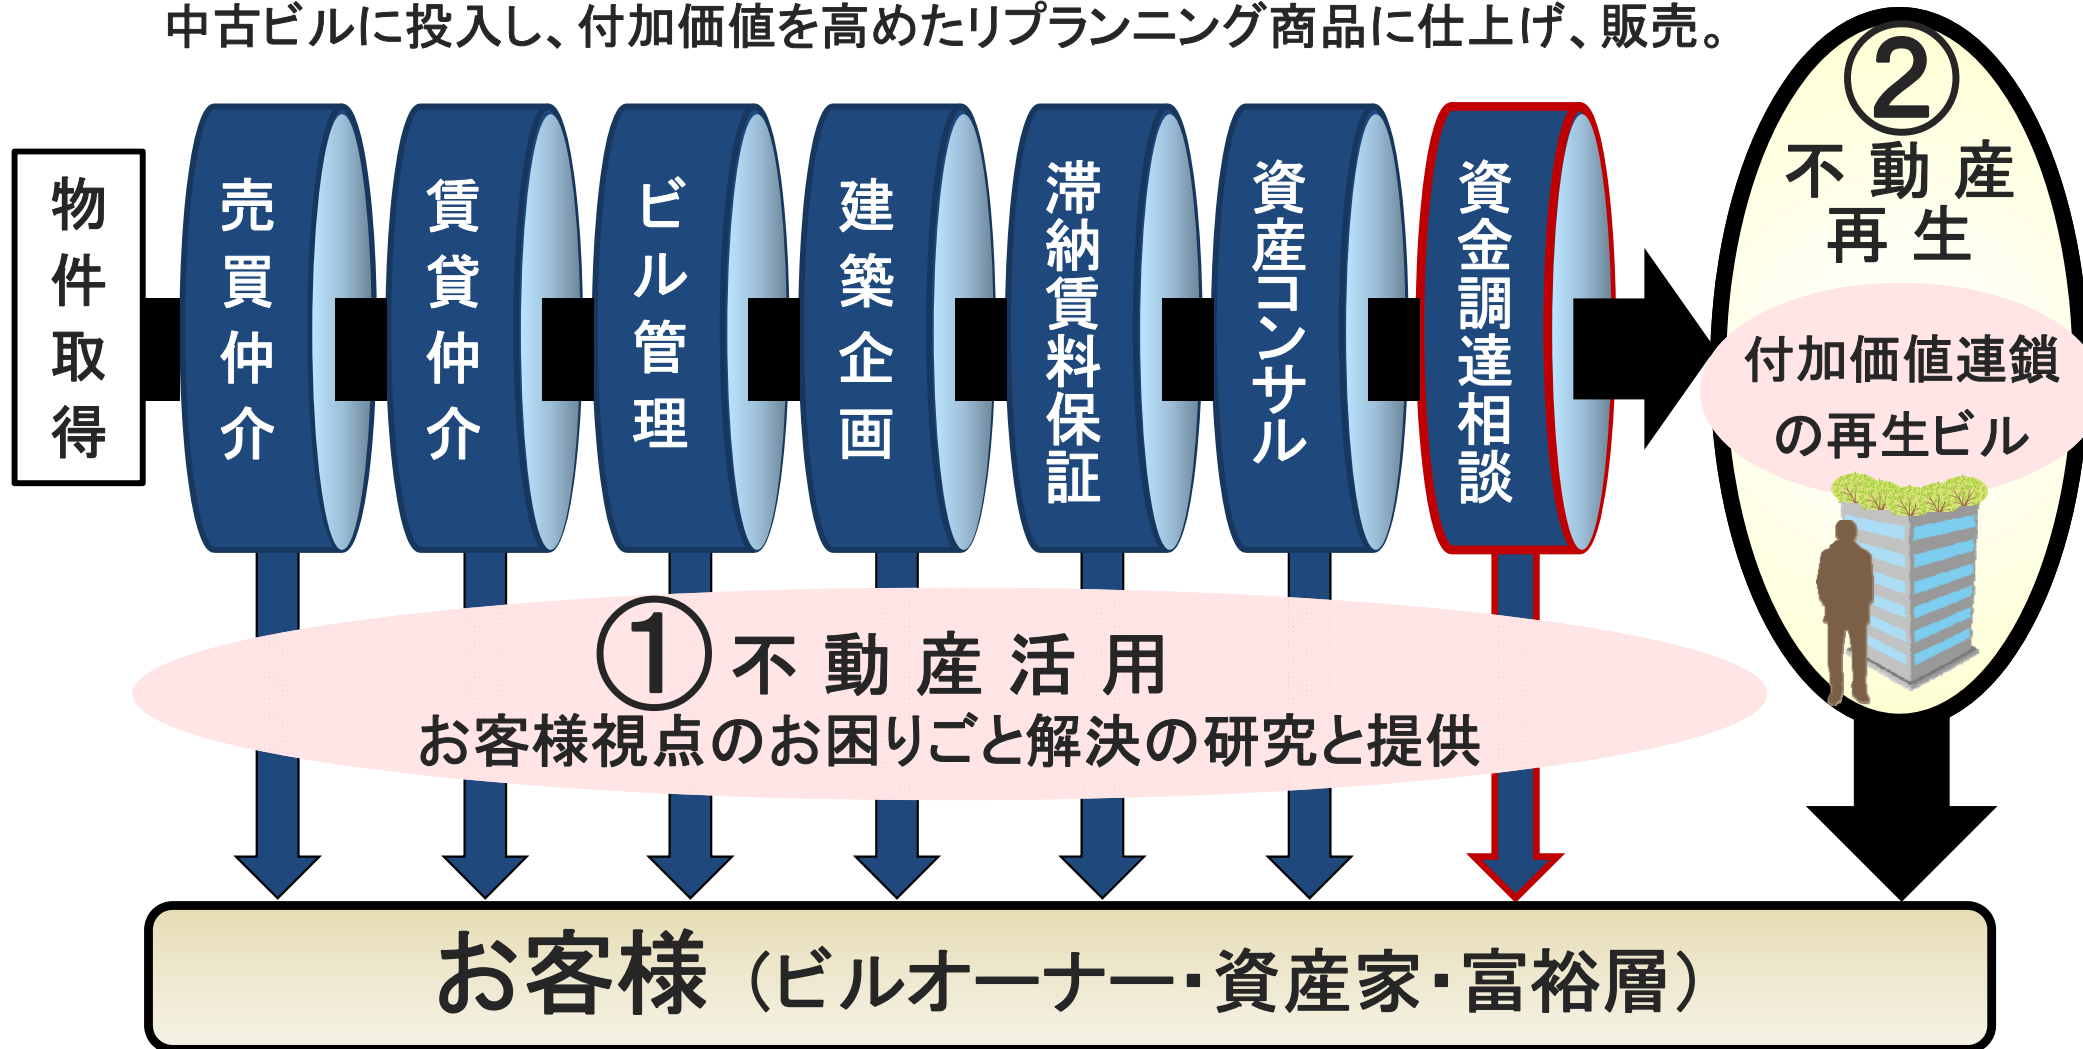 中古ビルに投入し、付加価値を高めたリプランニング商品に仕上げ、販売。
物件取得
売買仲介
賃貸仲介
ビル管理
建築企画
滞納賃料保証
資産コンサル
資金調達相談
②
不動産
再生
付加価値連鎖
の再生ビル
①不動産活用
お客様視点のお困りごと解決の研究と提供
お客様（ビルオーナー・資産家・富裕層）